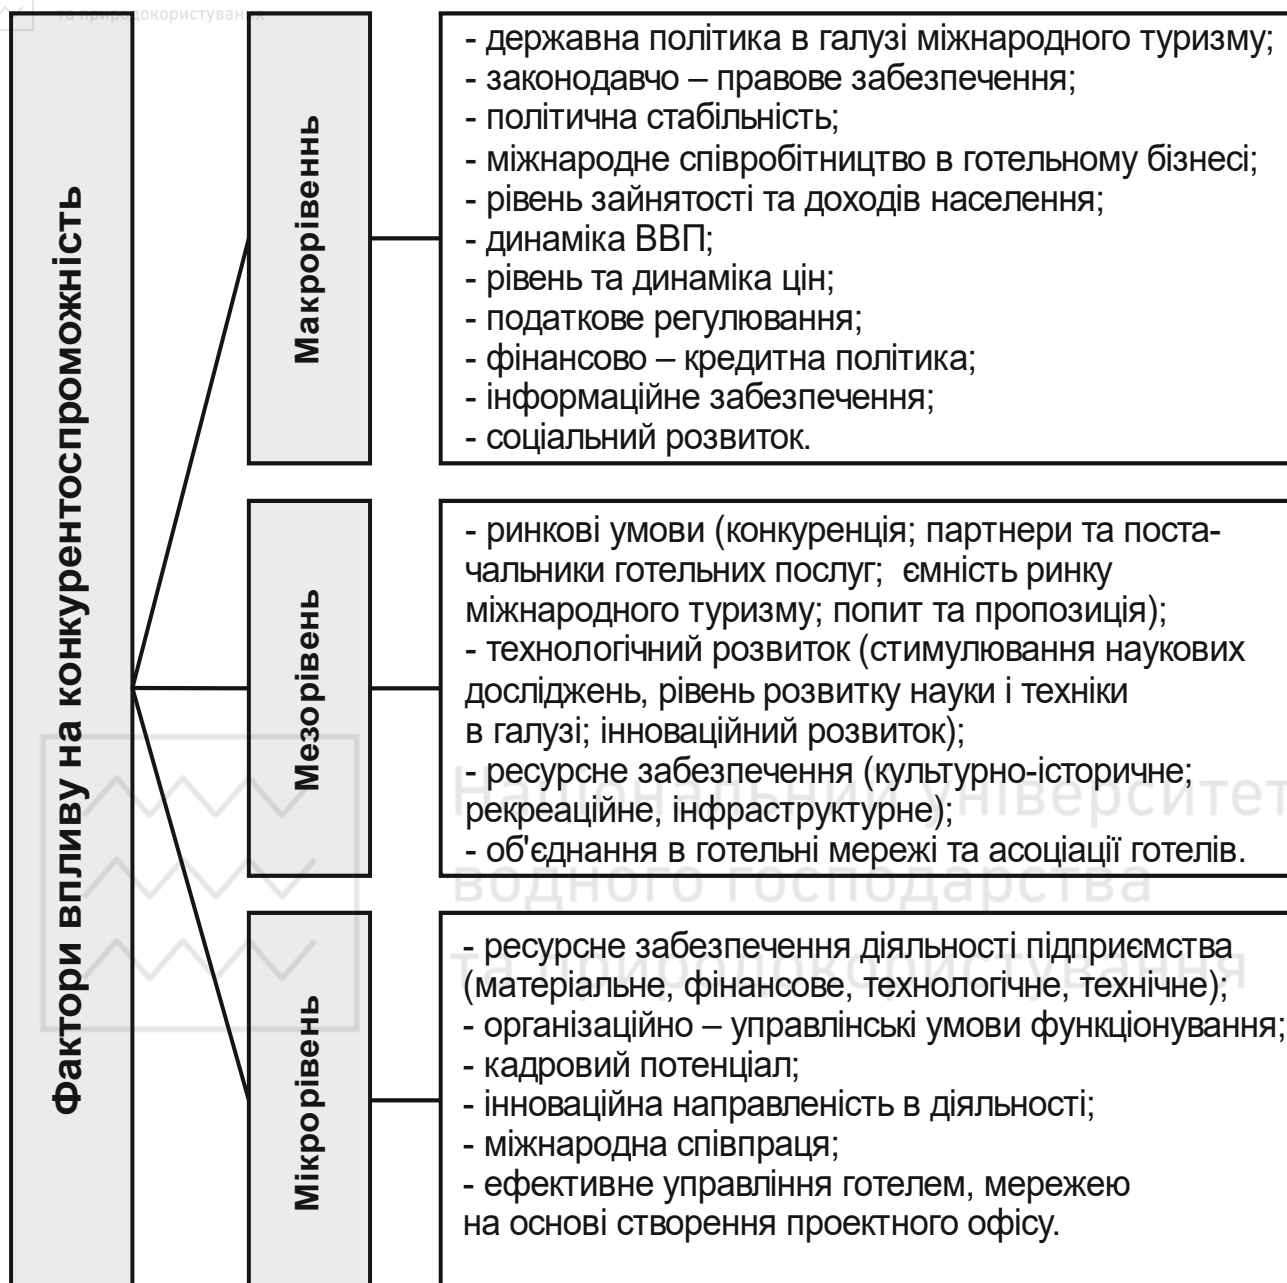 та природокористування
Фактори впливу на конкурентоспроможність
Макрорівеннь
- державна політика в галузі міжнародного туризму;
- законодавчо – правове забезпечення;
- політична стабільність;
- міжнародне співробітництво в готельному бізнесі;
- рівень зайнятості та доходів населення;
- динаміка ВВП;
- рівень та динаміка цін;
- податкове регулювання;
- фінансово – кредитна політика;
- інформаційне забезпечення;
- соціальний розвиток.
Мезорівень
- ринкові умови (конкуренція; партнери та поста-
чальники готельних послуг;  ємність ринку
міжнародного туризму; попит та пропозиція);
- технологічний розвиток (стимулювання наукових
досліджень, рівень розвитку науки і техніки
в галузі; інноваційний розвиток);
- ресурсне забезпечення (культурно-історичне;
рекреаційне, інфраструктурне);
- об'єднання в готельні мережі та асоціації готелів.
Мікрорівень
- ресурсне забезпечення діяльності підприємства
(матеріальне, фінансове, технологічне, технічне);
- організаційно – управлінські умови функціонування;
- кадровий потенціал;
- інноваційна направленість в діяльності;
- міжнародна співпраця;
- ефективне управління готелем, мережею
на основі створення проектного офісу.
Національний університет
водного господарства
та природокористування